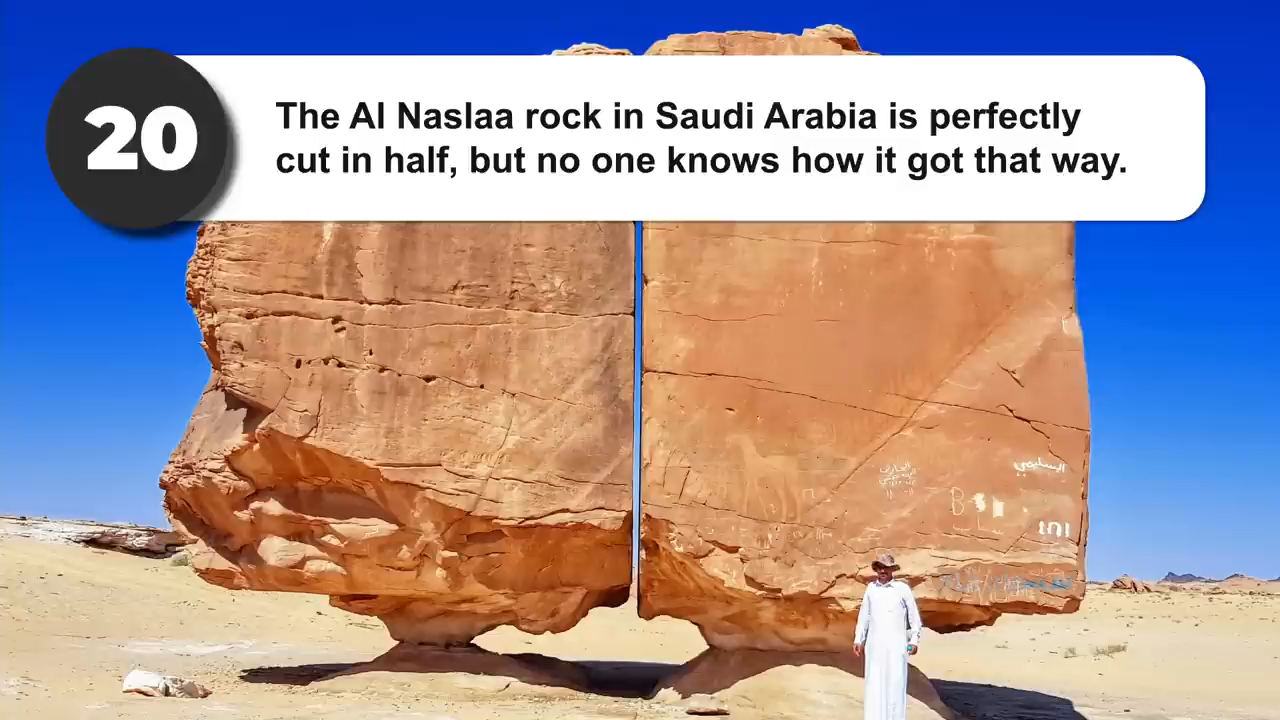 20
The Al Naslaa rock in Saudi Arabia is perfectly
cut in half, but no one knows how it got that way.
السليمي
B